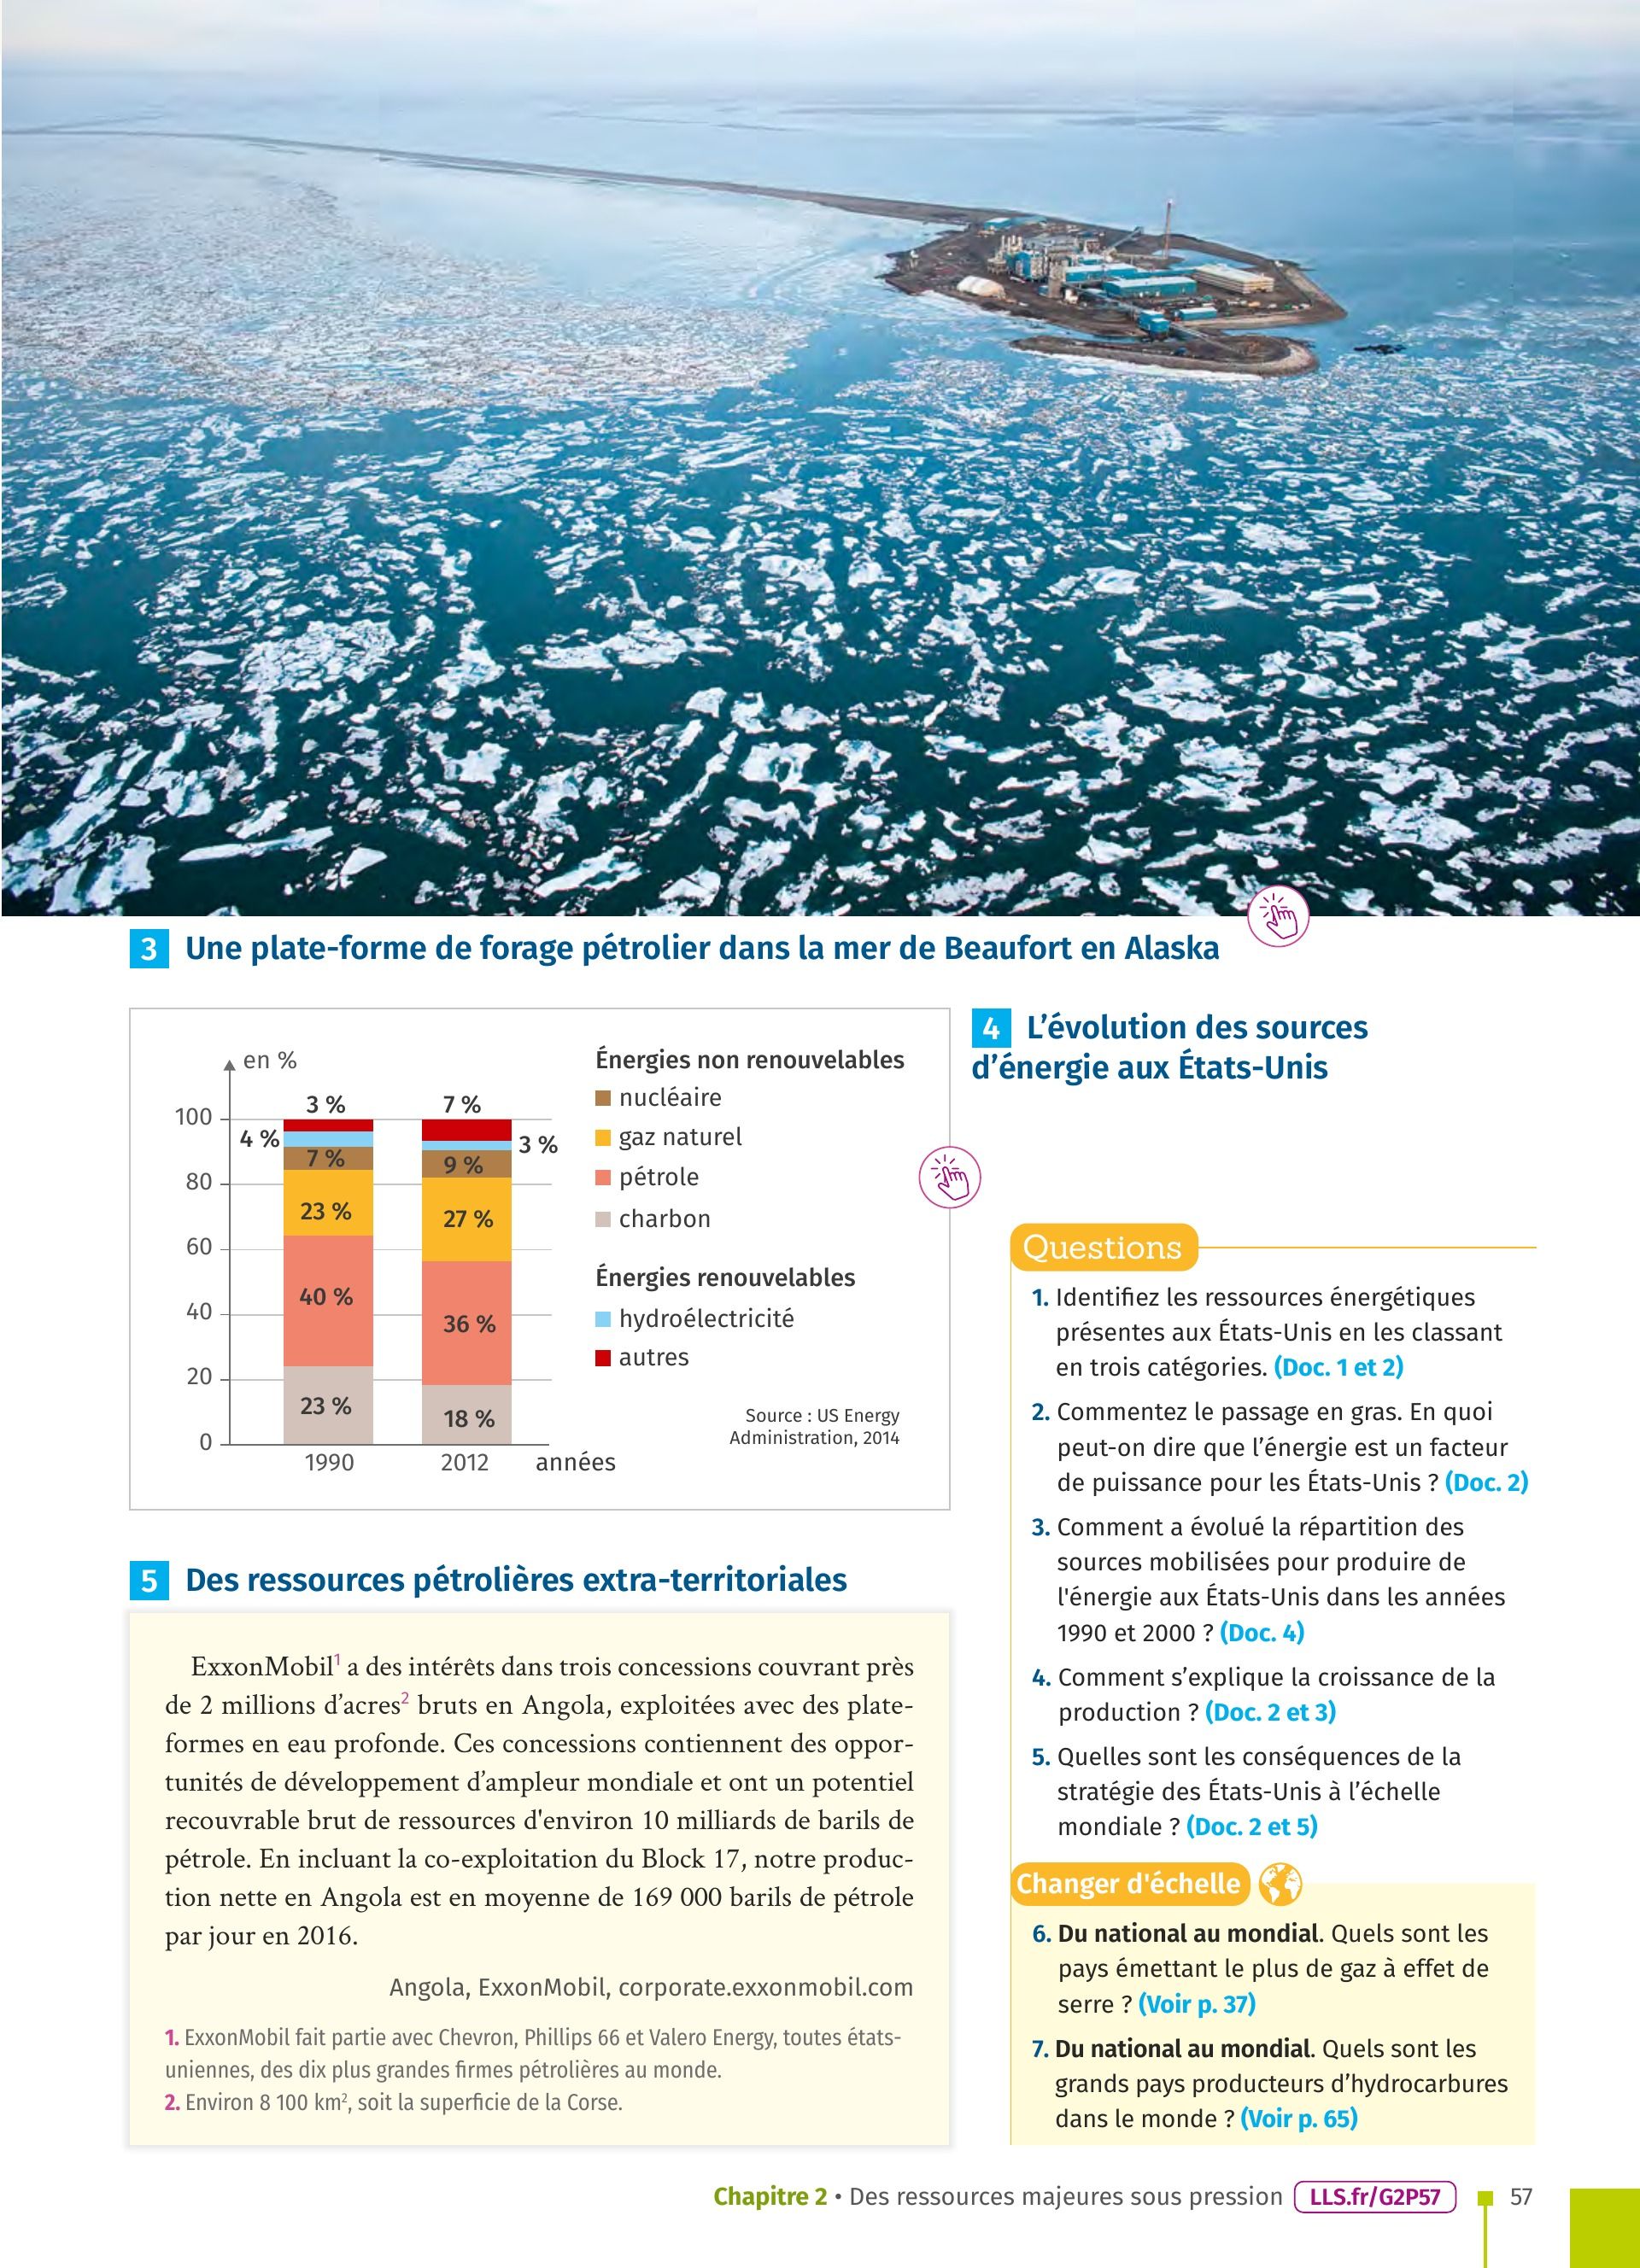 3 Une plate-forme de forage pétrolier dans la mer de Beaufort en Alaska
en %
100
80
60
40
20
0
3 %
4 %
7 %
23 %
40 %
23 %
7 %
3 %
9 %
27 %
36 %
18 %
1990
2012
années
Énergies non renouvelables
nucléaire
gaz naturel
pétrole
charbon
Énergies renouvelables
hydroélectricité
autres
Source : US Energy
Administration, 2014
4 L’évolution des sources
d’énergie aux États-Unis
5 Des ressources pétrolières extra-territoriales
ExxonMobil1 a des intérêts dans trois concessions couvrant près
de 2 millions d’acres2 bruts en Angola, exploitées avec des plate-
formes en eau profonde. Ces concessions contiennent des oppor-
tunités de développement d’ampleur mondiale et ont un potentiel
recouvrable brut de ressources d'environ 10 milliards de barils de
pétrole. En incluant la co-exploitation du Block 17, notre produc-
tion nette en Angola est en moyenne de 169 000 barils de pétrole
par jour en 2016.
Angola, ExxonMobil, corporate.exxonmobil.com
1. ExxonMobil fait partie avec Chevron, Phillips 66 et Valero Energy, toutes états-
uniennes, des dix plus grandes firmes pétrolières au monde.
2. Environ 8 100 km², soit la superficie de la Corse.
Questions
1. Identifiez les ressources énergétiques
présentes aux États-Unis en les classant
en trois catégories. (Doc. 1 et 2)
2. Commentez le passage en gras. En quoi
peut-on dire que l’énergie est un facteur
de puissance pour les États-Unis ? (Doc. 2)
3. Comment a évolué la répartition des
sources mobilisées pour produire de
l'énergie aux États-Unis dans les années
1990 et 2000 ? (Doc. 4)
4. Comment s’explique la croissance de la
production ? (Doc. 2 et 3)
5. Quelles sont les conséquences de la
stratégie des États-Unis à l’échelle
mondiale ? (Doc. 2 et 5)
Changer d'échelle
6. Du national au mondial. Quels sont les
pays émettant le plus de gaz à effet de
serre ? (Voir p. 37)
7. Du national au mondial. Quels sont les
grands pays producteurs d’hydrocarbures
dans le monde ? (Voir p. 65)
Chapitre 2 • Des ressources majeures sous pression LLS.fr/G2P57 57